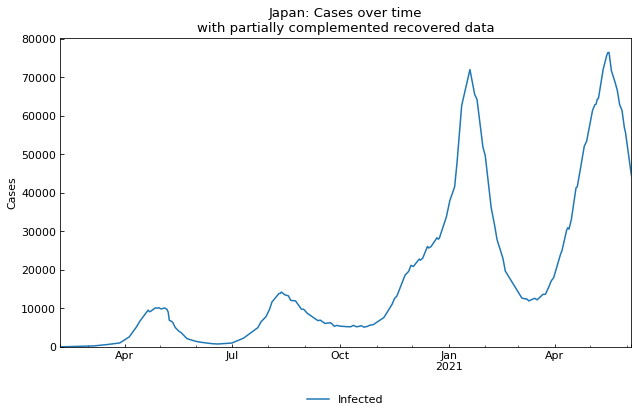 Japan: Cases over time
with partially complemented recovered data
80000
70000
60000
50000
40000
30000
20000
10000
0
Cases
Apr
Jul
Oct
Jan
2021
Apr
Infected